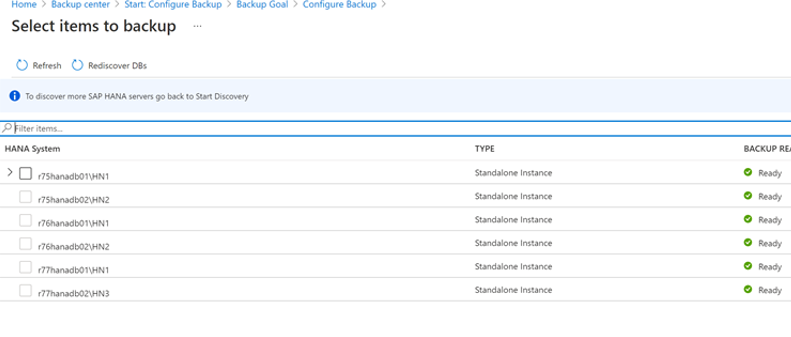 Home > Backup center > Start: Configure Backup > Backup Goal > Configure Backup >
Select items to backup ...
Refresh Rediscover DBs
To discover more SAP HANA servers go back to Start Discovery
Filter items...
HANA System TYPE BACKUP REA
r75hanadb01\HN1 Standalone Instance Ready
r75hanadb02\HN2 Standalone Instance Ready
r76hanadb01\HN1 Standalone Instance Ready
r76hanadb02\HN2 Standalone Instance Ready
r77hanadb01\HN1 Standalone Instance Ready
r77hanadb02\HN3 Standalone Instance Ready